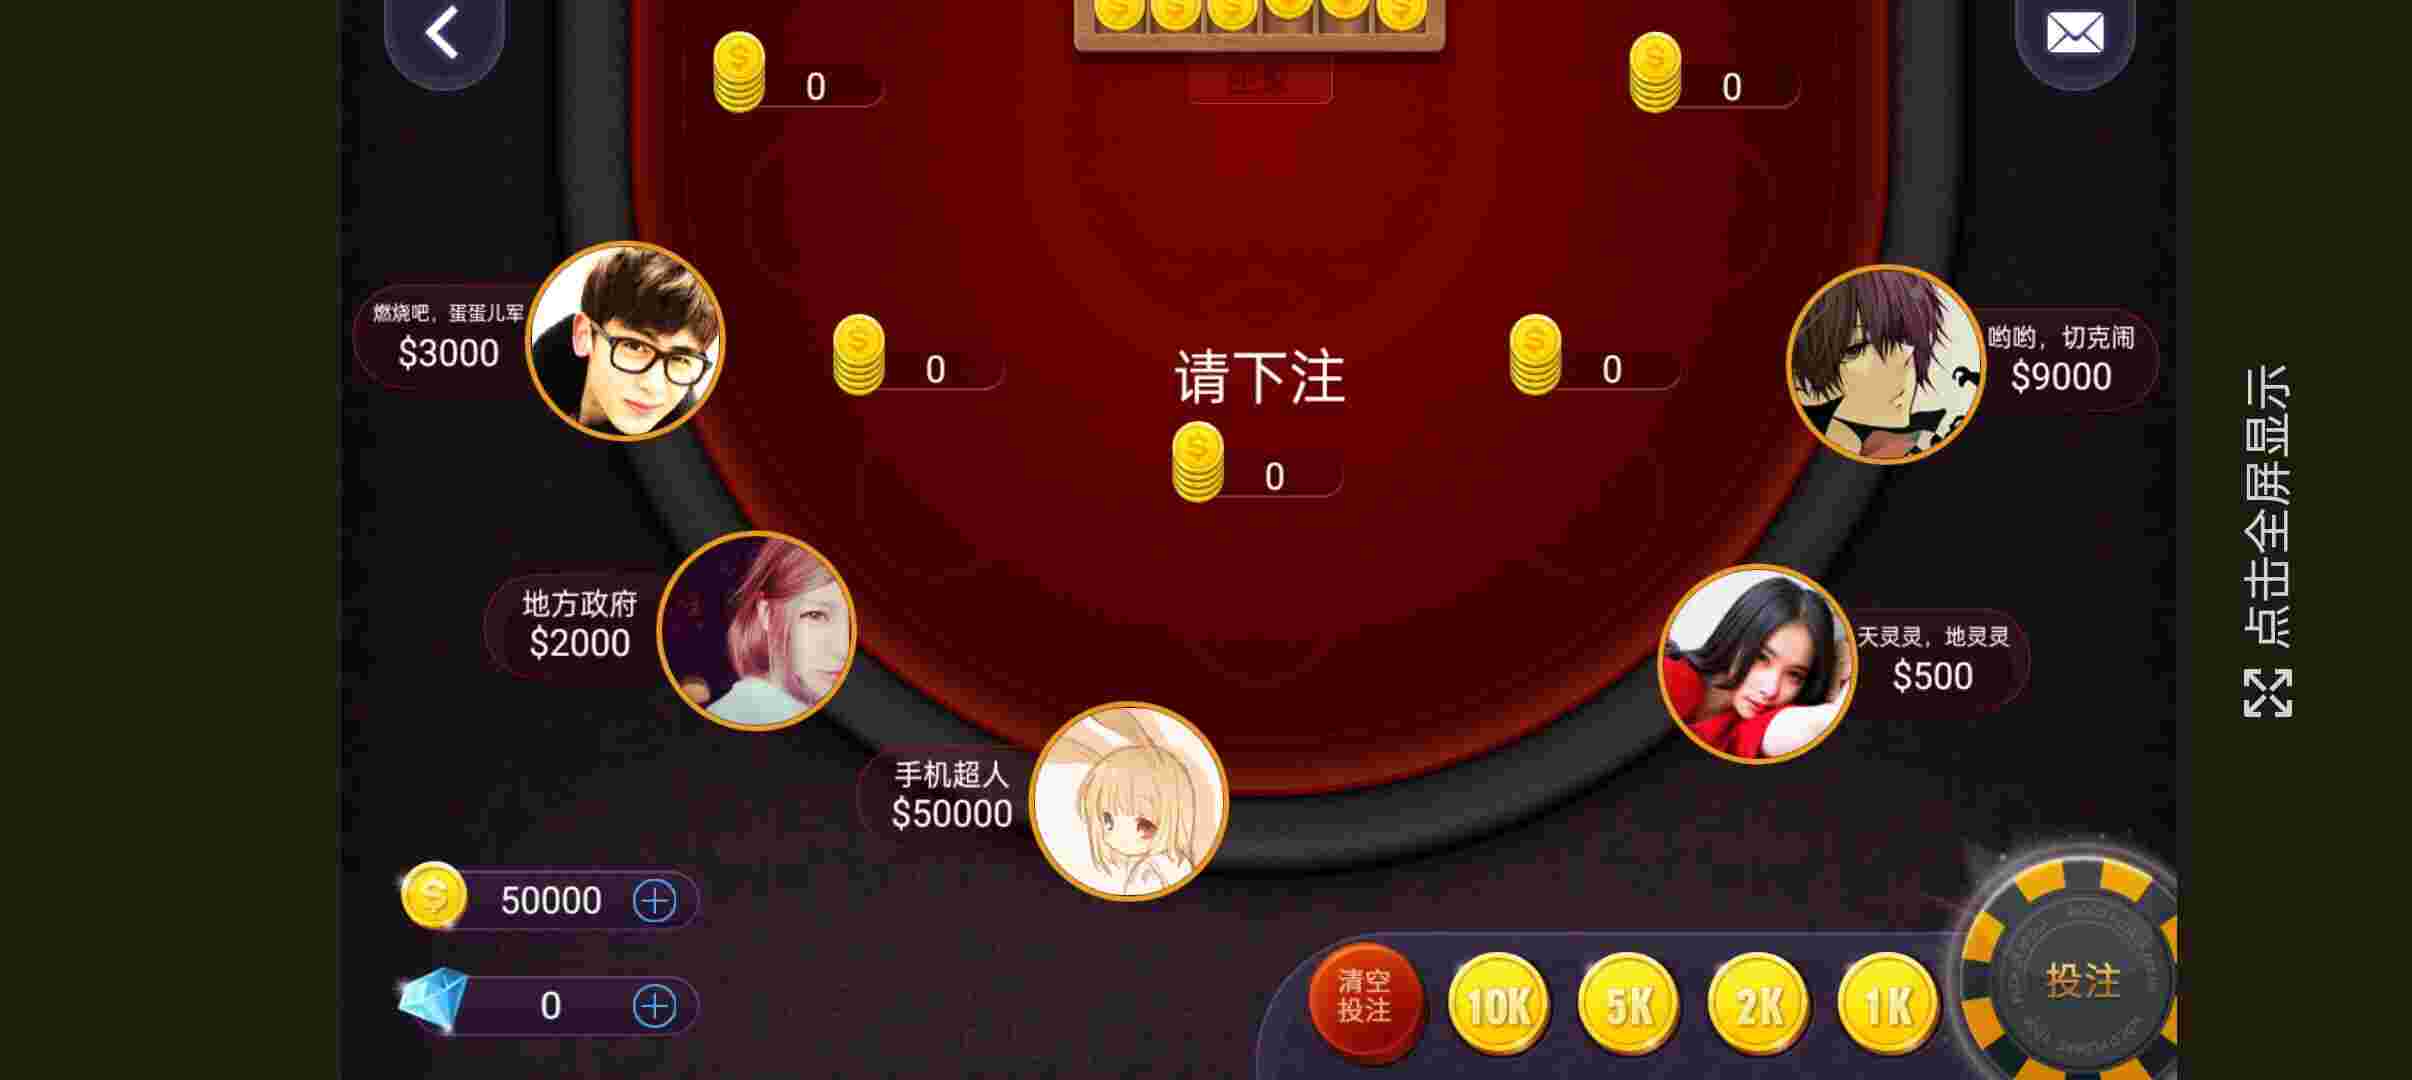 0
0
燃烧吧，蛋蛋儿军
$3000
0
请下注
0
0
哟哟，切克闹
$9000
地方政府
$2000
天灵灵，地灵灵
$500
手机超人
$50000
50000
0
清空
投注
10K
5K
2K
1K
投注
点击全屏显示